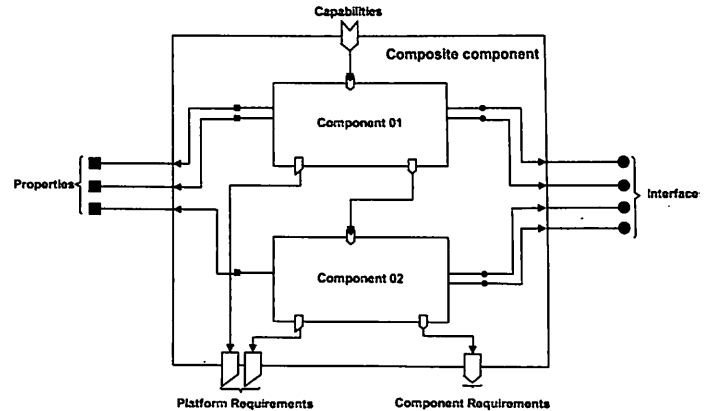 Capabilities
Composite component
Component 01
Properties
Interface
Component 02
Platform Requirements
Component Requirements